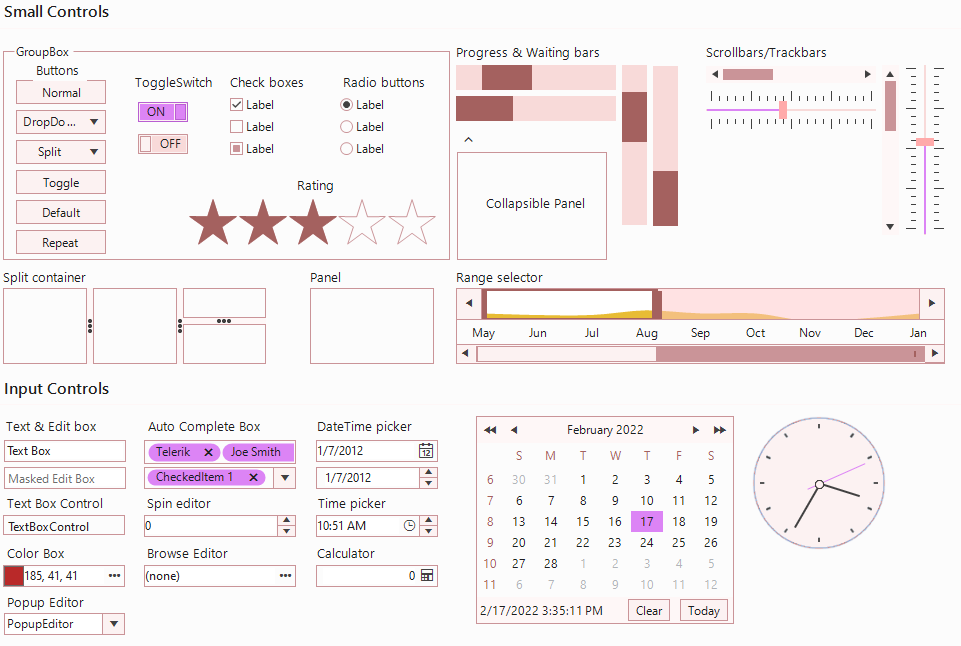 Small Controls
GroupBox
Buttons
Normal
DropDo ...
Split
Toggle
Default
Repeat
ToggleSwitch
ON
OFF
Check boxes
Label
Label
Label
Radio buttons
Label
Label
Label
Rating
Progress & Waiting bars
Collapsible Panel
Scrollbars/Trackbars
Split container
Panel
Range selector
May Jun Jul Aug Sep Oct Nov Dec Jan
Input Controls
Text & Edit box
Text Box
Masked Edit Box
Text Box Control
TextBoxControl
Color Box
185, 41, 41
Popup Editor
PopupEditor
Auto Complete Box
Telerik Joe Smith
CheckedItem 1
Spin editor
0
Browse Editor
(none)
DateTime picker
1/7/2012
12
1/7/2012
Time picker
10:51 AM
Calculator
0
February 2022
S M T W T F S
6 30 31 1 2 3 4 5
7 6 7 8 9 10 11 12
8 13 14 15 16 17 18 19
9 20 21 22 23 24 25 26
10 27 28 1 2 3 4 5
11 6 7 8 9 10 11 12
2/17/2022 3:35:11 PM Clear Today